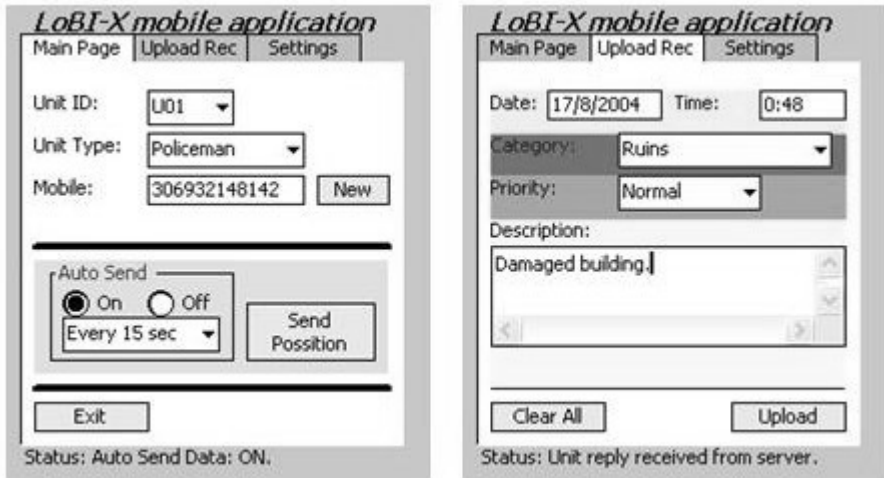 LoBI-X mobile application
Main Page Upload Rec Settings
Unit ID: U01
Unit Type: Policeman
Mobile: 306932148142 New
Auto Send
On Off
Every 15 sec
Send
Possition
Exit
Status: Auto Send Data: ON.
LoBI-X mobile application
Main Page Upload Rec Settings
Date: 17/8/2004 Time: 0:48
Category: Ruins
Priority: Normal
Description:
Damaged building.
Clear All Upload
Status: Unit reply received from server.